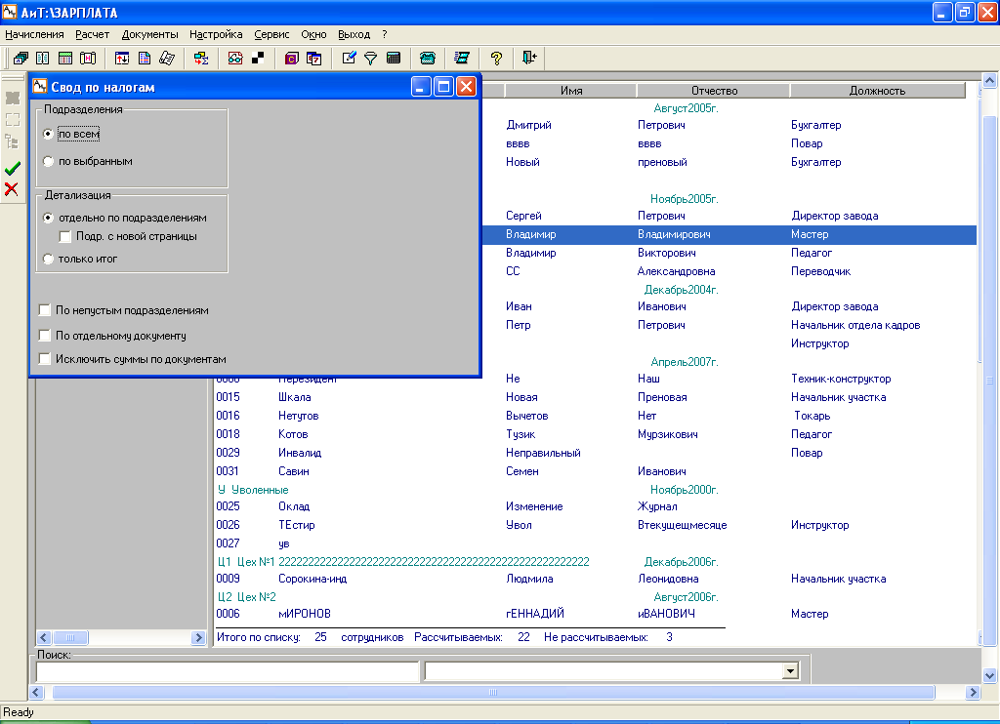 АиТ:\ЗАРПЛАТА
Начисления Расчет Документы Настройка Сервис Окно Выход ?
Свод по налогам
Подразделения
по всем
по выбранным
Детализация
отдельно по подразделениям
Подр. с новой страницы
только итог
По непустым подразделениям
По отдельному документу
Исключить суммы по документам
Имя Отчество Должность
Август2005г.
Дмитрий Петрович Бухгалтер
вввв вввв Повар
Новый преновый Бухгалтер
Ноябрь2005г.
Сергей Петрович Директор завода
Владимир Владимирович Мастер
Владимир Викторович Педагог
СС Александровна Переводчик
Декабрь2004г.
Иван Иванович Директор завода
Петр Петрович Начальник отдела кадров
Инструктор
Апрель2007г.
Не Наш Техник-конструктор
0015 Шкала Новая Преновая Начальник участка
0016 Нетутов Вычетов Нет Токарь
0018 Котов Тузик Мурзикович Педагог
0029 Инвалид Неправильный Повар
0031 Савин Семен Иванович
У Уволенные Ноябрь2000г.
0025 Оклад Изменение Журнал
0026 ТЕстир Увол Втекущещмесяце Инструктор
0027 ув
Ц1 Цех №1 22222222222222222222222222222222222222222222222222222 Декабрь2006г.
0009 Сорокина-инд Людмила Леонидовна Начальник участка
Ц2 Цех №2 Август2006г.
0006 мИРОНОВ гЕННАДИЙ иВАНОВИЧ Мастер
Итого по списку: 25 сотрудников Рассчитываемых: 22 Не рассчитываемых: 3
Поиск:
Ready